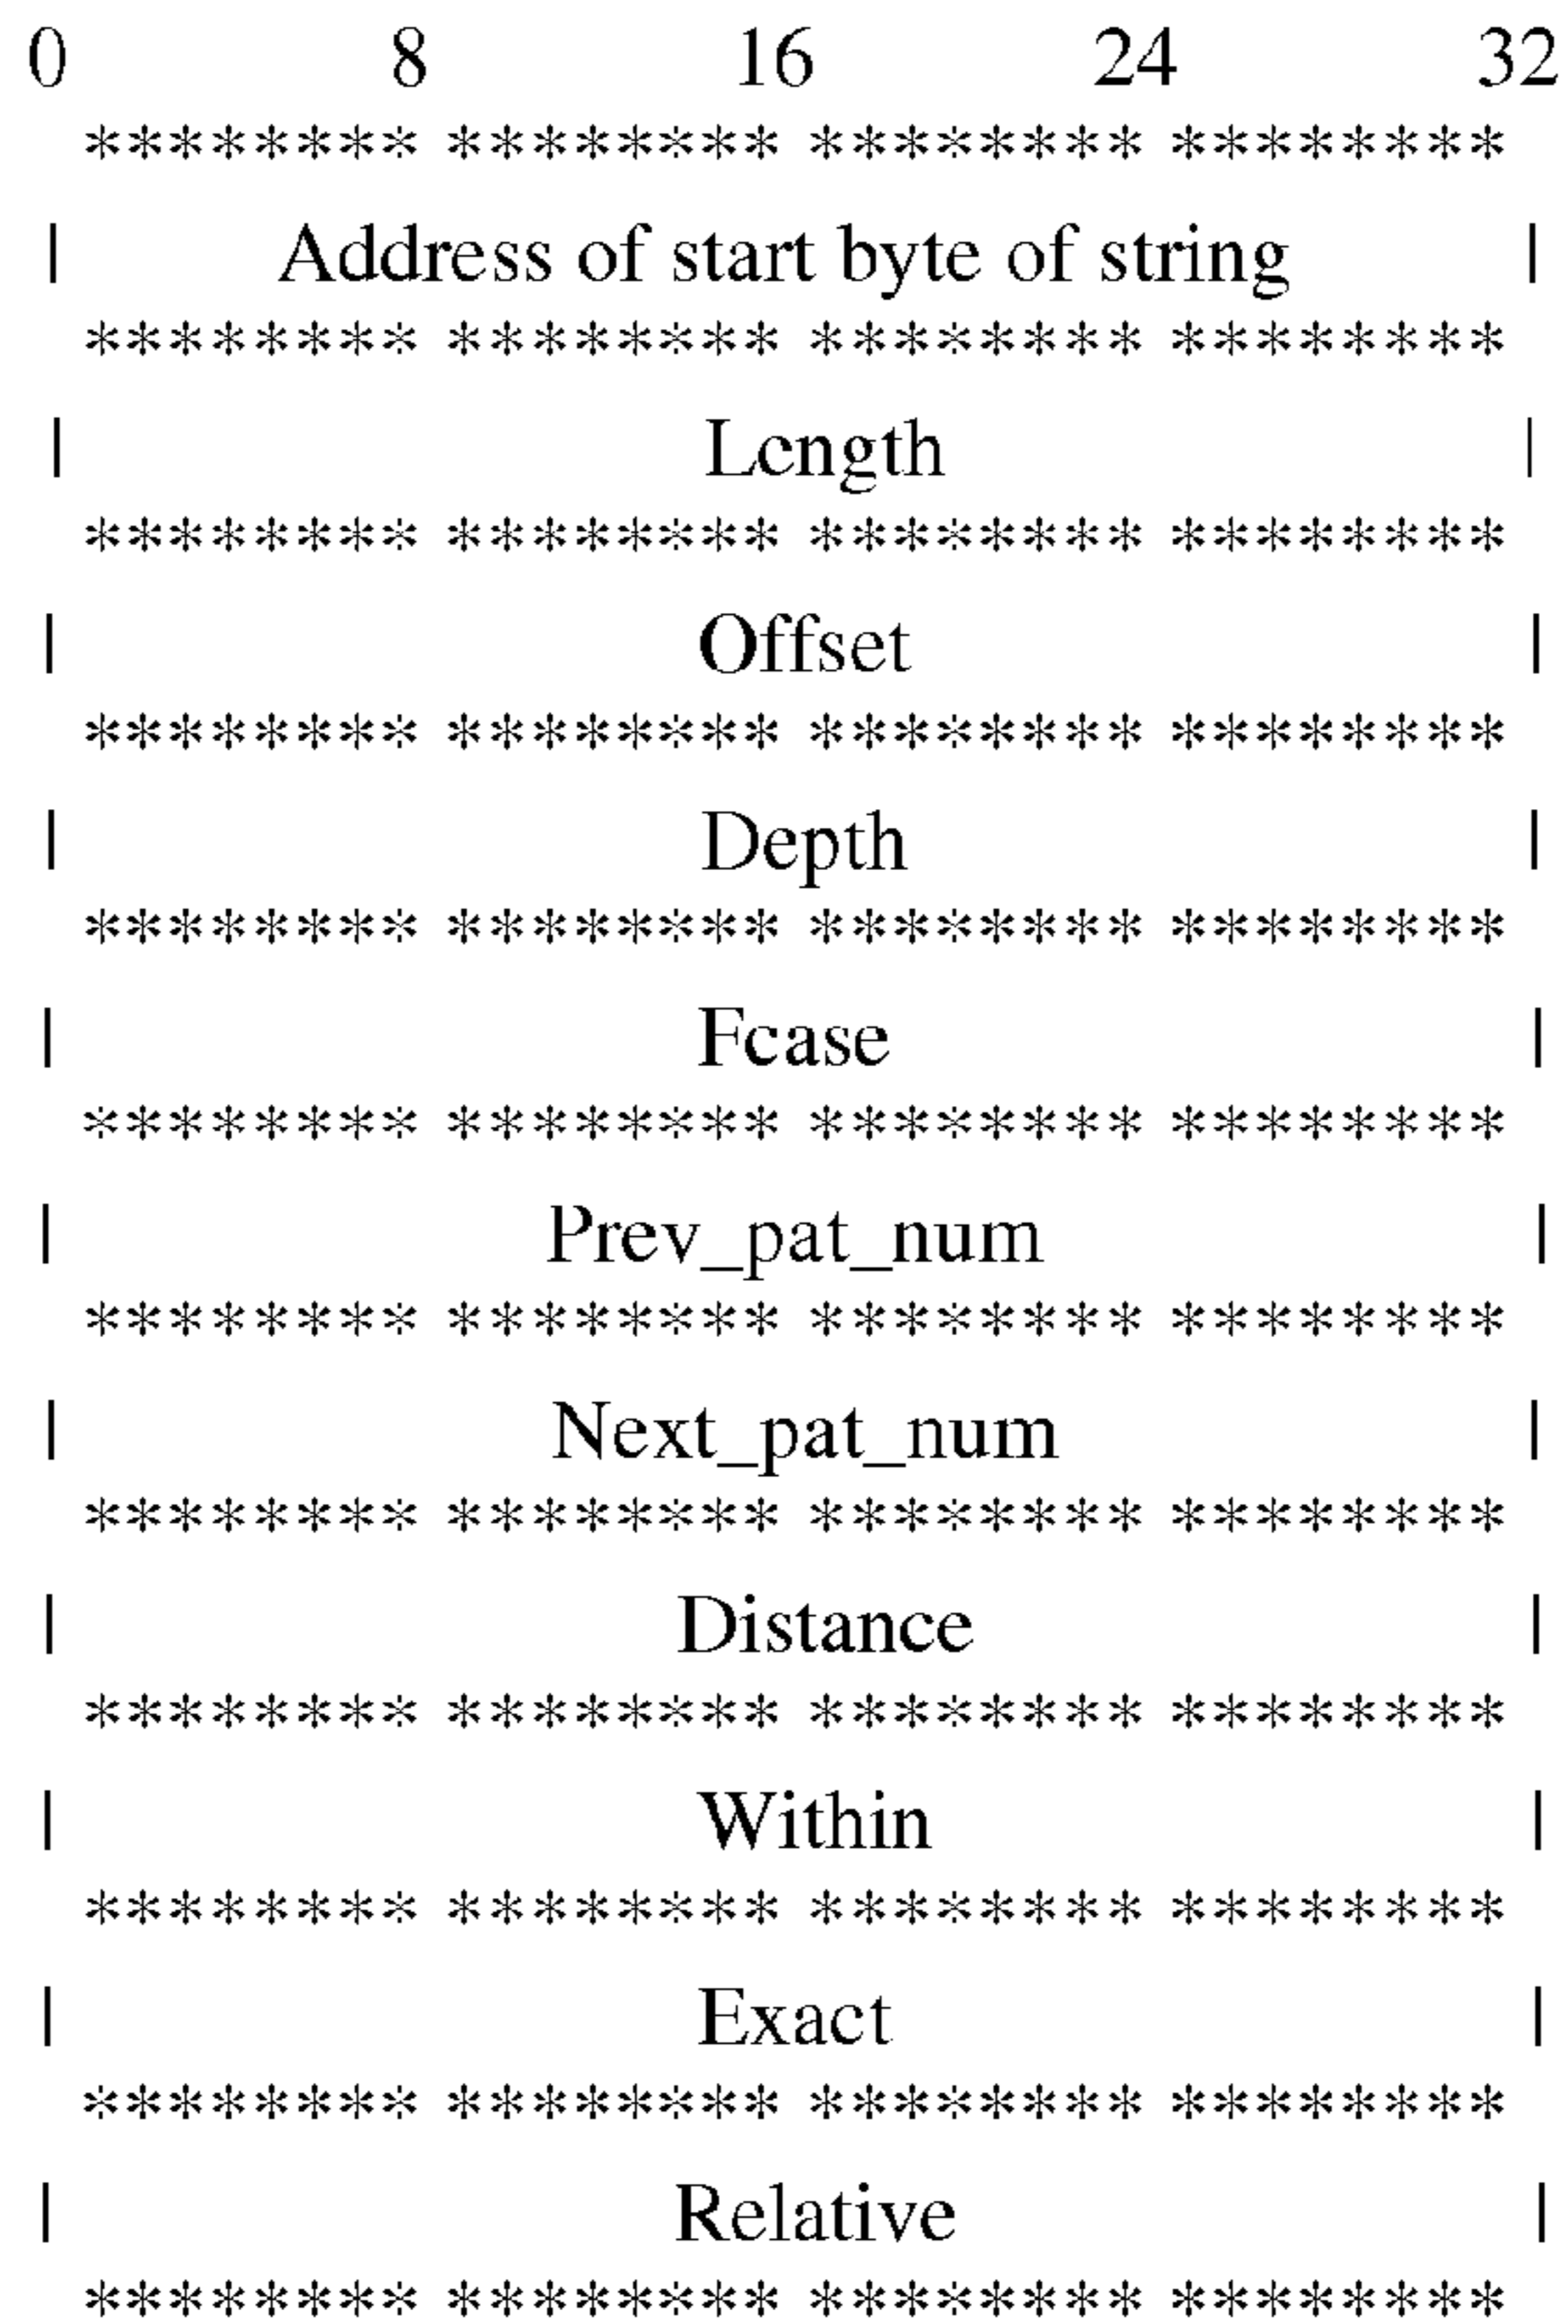 0 8 16 24 32
******** ******** ******** ********
| Address of start byte of string |
******** ******** ******** ********
| Length |
******** ******** ******** ********
| Offset |
******** ******** ******** ********
| Depth |
******** ******** ******** ********
| Fcase |
******** ******** ******** ********
| Prev_pat_num |
******** ******** ******** ********
| Next_pat_num |
******** ******** ******** ********
| Distance |
******** ******** ******** ********
| Within |
******** ******** ******** ********
| Exact |
******** ******** ******** ********
| Relative |
******** ******** ******** ********